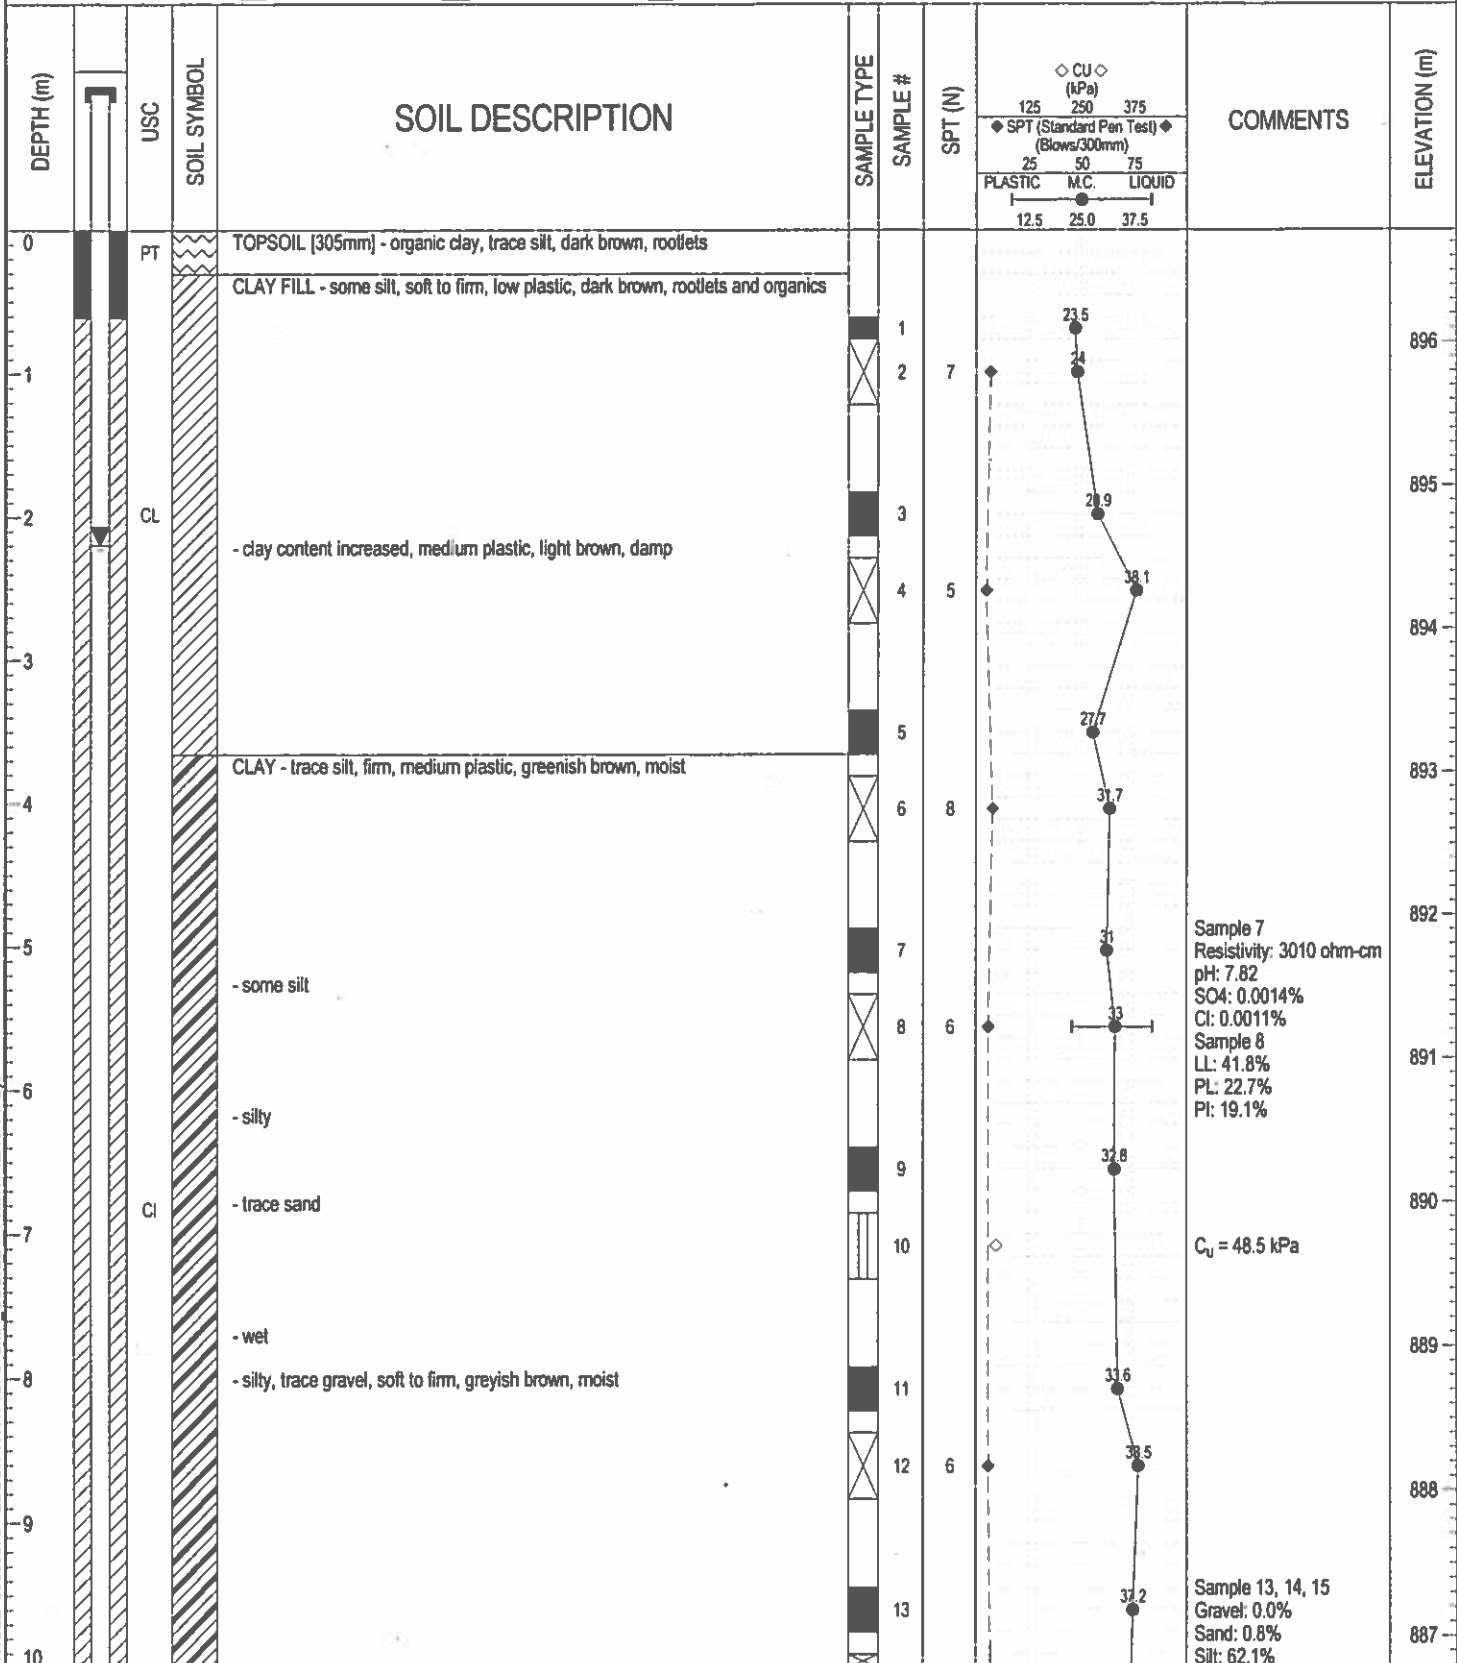 DEPTH (m)
USC
SOIL SYMBOL
SOIL DESCRIPTION
SAMPLE TYPE
SAMPLE #
SPT (N)
◇ CU ◇
(kPa)
125 250 375
◆ SPT (Standard Pen Test) ◆
(Blows/300mm)
25 50 75
PLASTIC M.C. LIQUID
12.5 25.0 37.5
COMMENTS
ELEVATION (m)
0
PT
TOPSOIL [305mm] - organic clay, trace silt, dark brown, rootlets
CLAY FILL - some silt, soft to firm, low plastic, dark brown, rootlets and organics
1
23.5
896
1
2
7
24
895
2
CL
3
- clay content increased, medium plastic, light brown, damp
4
5
38.1
894
3
5
27.7
CLAY - trace silt, firm, medium plastic, greenish brown, moist
893
4
6
8
31.7
892
5
7
31
Sample 7
Resistivity: 3010 ohm-cm
pH: 7.82
SO4: 0.0014%
Cl: 0.0011%
- some silt
8
6
33
Sample 8
LL: 41.8%
PL: 22.7%
PI: 19.1%
891
6
- silty
9
32.8
890
CI
- trace sand
7
10
Cu = 48.5 kPa
- wet
889
8
- silty, trace gravel, soft to firm, greyish brown, moist
11
33.6
12
6
38.5
888
9
13
37.2
Sample 13, 14, 15
Gravel: 0.0%
Sand: 0.8%
Silt: 62.1%
887
10